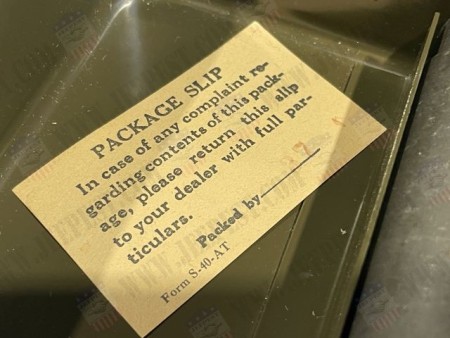 PACKAGE SLIP
In case of any complaint re-
garding contents of this pack-
age, please return this slip
to your dealer with full par-
ticulars.
Packed by
Form S-40-AT